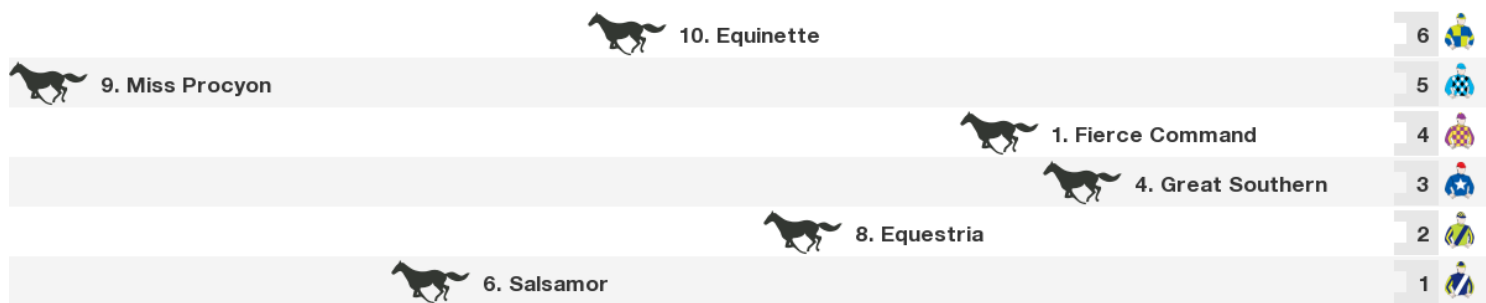 10. Equinette 6
9. Miss Procyon 5
1. Fierce Command 4
4. Great Southern 3
8. Equestria 2
6. Salsamor 1